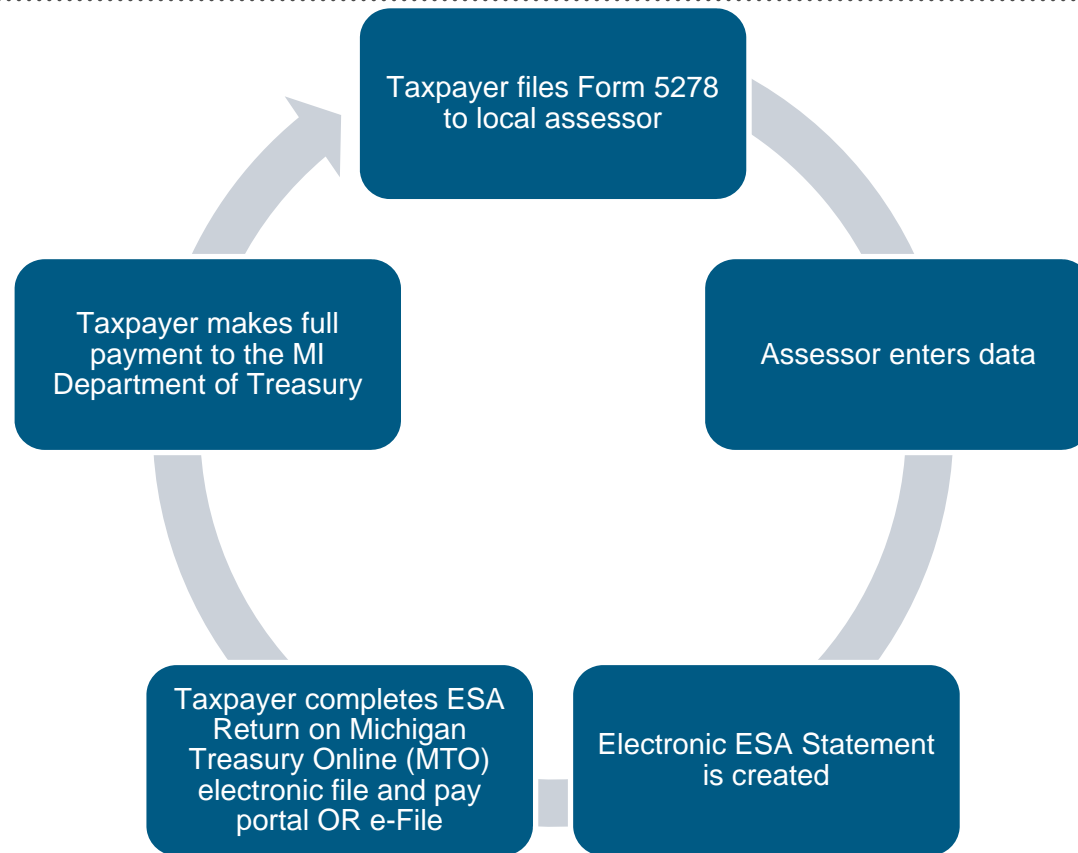 Taxpayer files Form 5278
to local assessor
Assessor enters data
Electronic ESA Statement
is created
Taxpayer completes ESA
Return on Michigan
Treasury Online (MTO)
electronic file and pay
portal OR e-File
Taxpayer makes full
payment to the MI
Department of Treasury